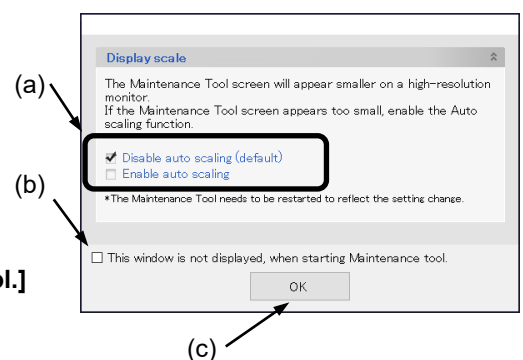 Display scale
(a)
The Maintenance Tool screen will appear smaller on a high-resolution
monitor.
If the Maintenance Tool screen appears too small, enable the Auto
scaling function.
Disable auto scaling (default)
Enable auto scaling
*The Maintenance Tool needs to be restarted to reflect the setting change.
(b)
This window is not displayed, when starting Maintenance tool.
ol.]
OK
(c)